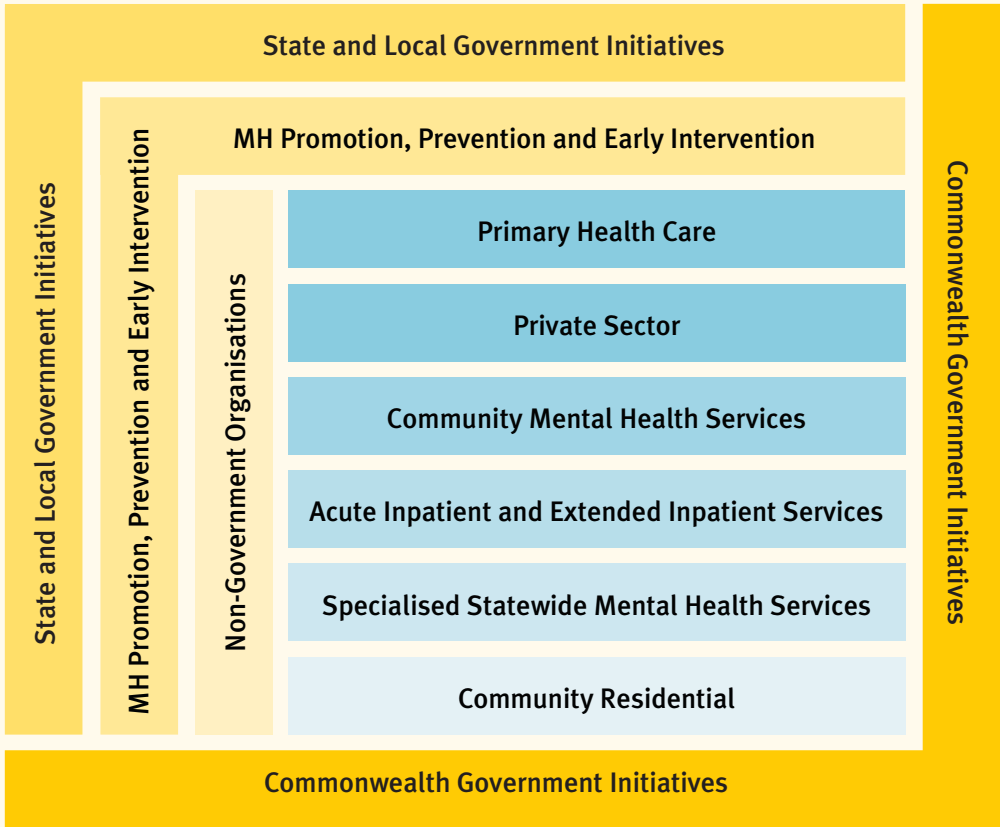 State and Local Government Initiatives
MH Promotion, Prevention and Early Intervention
State and Local Government Initiatives
MH Promotion, Prevention and Early Intervention
Non-Government Organisations
Primary Health Care
Private Sector
Community Mental Health Services
Acute Inpatient and Extended Inpatient Services
Specialised Statewide Mental Health Services
Community Residential
Commonwealth Government Initiatives
Commonwealth Government Initiatives